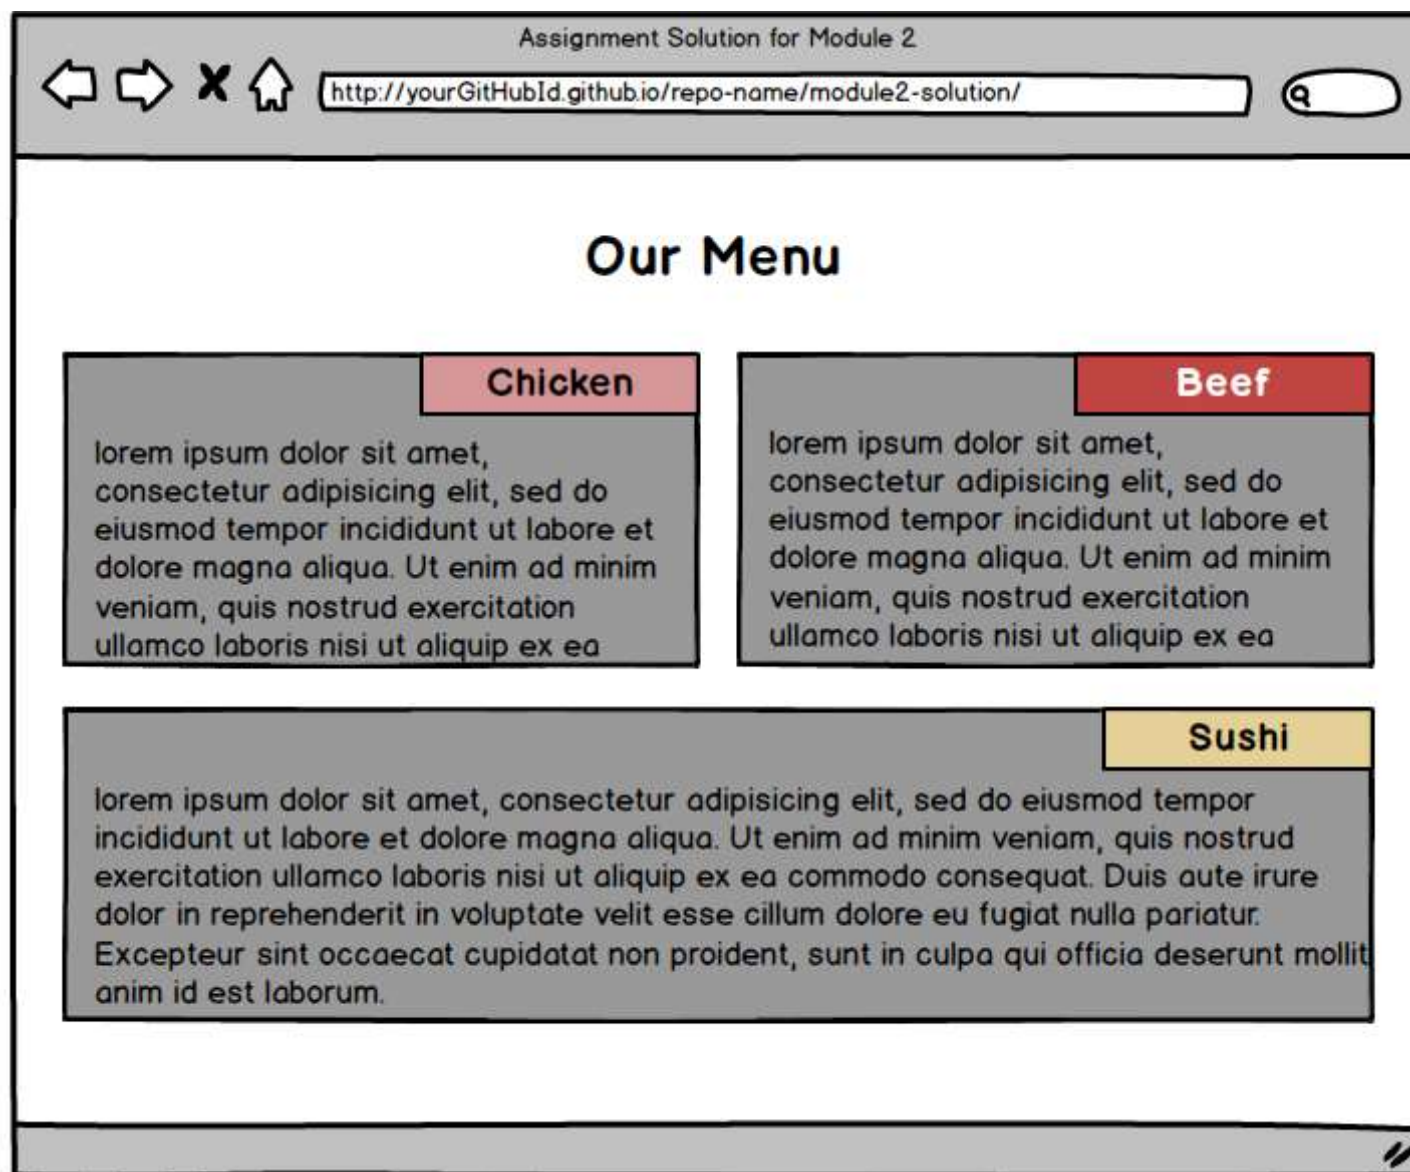 Assignment Solution for Module 2
http://yourGitHubId.github.io/repo-name/module2-solution/
Our Menu
Chicken
lorem ipsum dolor sit amet,
consectetur adipisicing elit, sed do
eiusmod tempor incididunt ut labore et
dolore magna aliqua. Ut enim ad minim
veniam, quis nostrud exercitation
ullamco laboris nisi ut aliquip ex ea
Beef
lorem ipsum dolor sit amet,
consectetur adipisicing elit, sed do
eiusmod tempor incididunt ut labore et
dolore magna aliqua. Ut enim ad minim
veniam, quis nostrud exercitation
ullamco laboris nisi ut aliquip ex ea
Sushi
lorem ipsum dolor sit amet, consectetur adipisicing elit, sed do eiusmod tempor
incididunt ut labore et dolore magna aliqua. Ut enim ad minim veniam, quis nostrud
exercitation ullamco laboris nisi ut aliquip ex ea commodo consequat. Duis aute irure
dolor in reprehenderit in voluptate velit esse cillum dolore eu fugiat nulla pariatur.
Excepteur sint occaecat cupidatat non proident, sunt in culpa qui officia deserunt mollit
anim id est laborum.